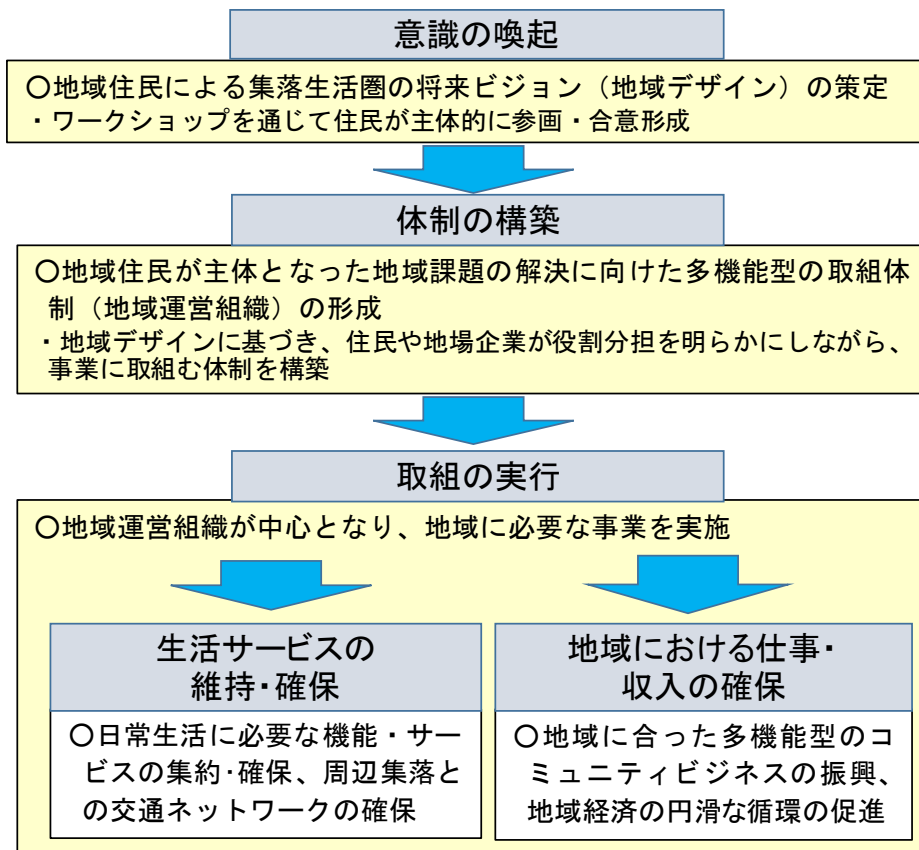 意識の喚起
〇地域住民による集落生活圏の将来ビジョン（地域デザイン）の策定
・ワークショップを通じて住民が主体的に参画・合意形成
体制の構築
〇地域住民が主体となった地域課題の解決に向けた多機能型の取組体
制（地域運営組織）の形成
・地域デザインに基づき、住民や地場企業が役割分担を明らかにしながら、
事業に取組む体制を構築
取組の実行
〇地域運営組織が中心となり、地域に必要な事業を実施
生活サービスの
維持・確保
〇日常生活に必要な機能・サー
ビスの集約・確保、周辺集落と
の交通ネットワークの確保
地域における仕事・
収入の確保
〇地域に合った多機能型のコ
ミュニティビジネスの振興、
地域経済の円滑な循環の促進